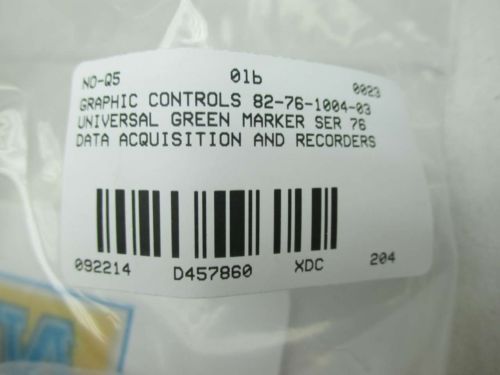 NO-Q5 01b 0023
GRAPHIC CONTROLS 82-76-1004-03
UNIVERSAL GREEN MARKER SER 76
DATA ACQUISITION AND RECORDERS
092214 D457860 XDC 204